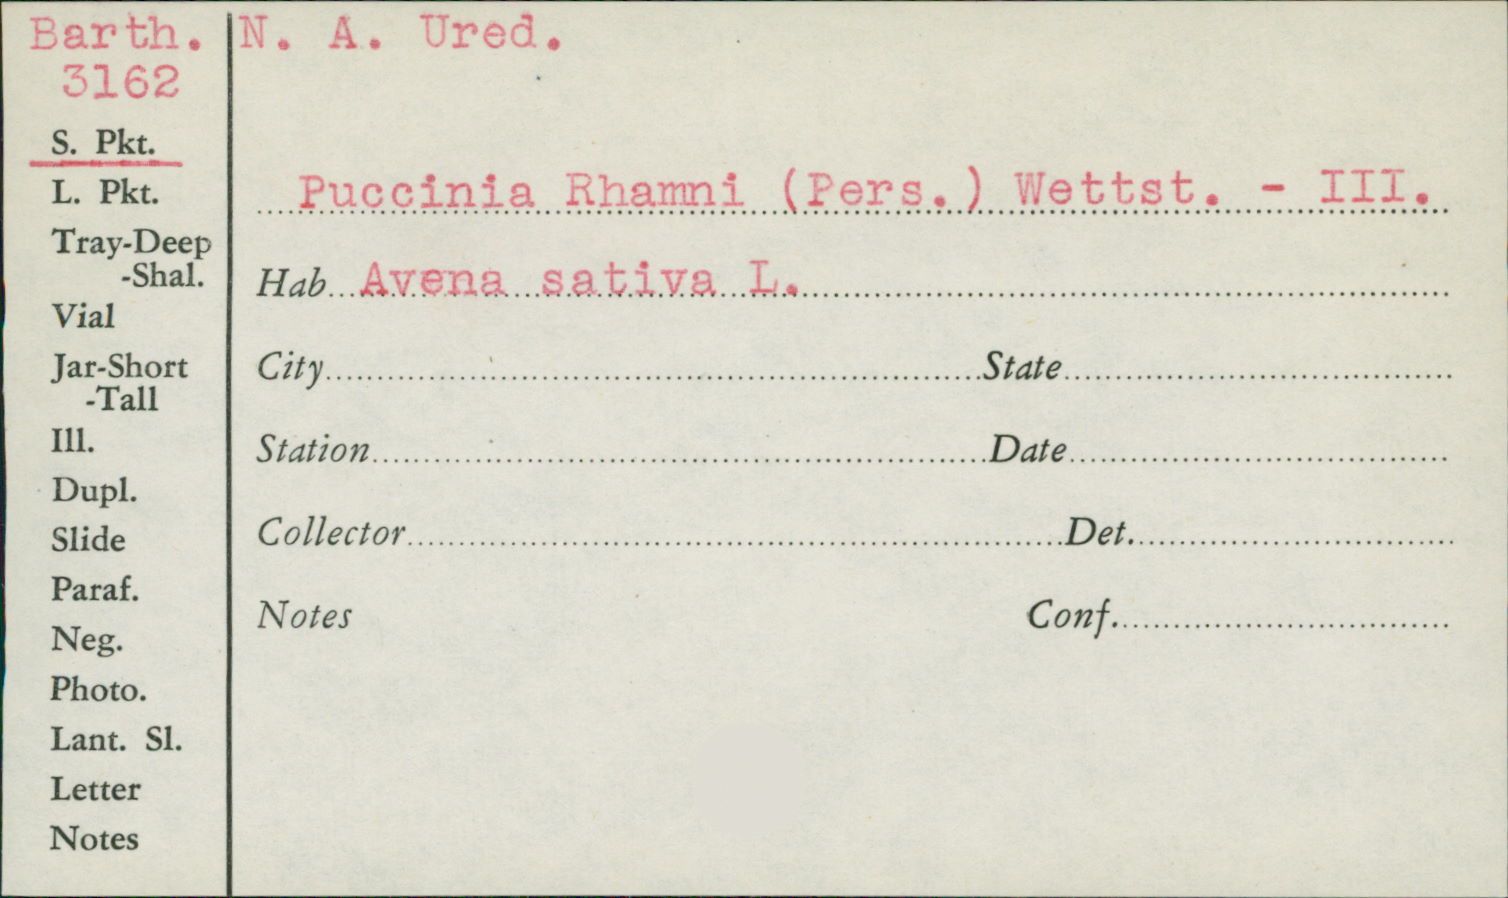 Barth. N. A. Ured.
3162
S. Pkt.
L. Pkt.
Tray-Deep
-Shal.
Vial
Jar-Short
-Tall
Ill.
Dupl.
Slide
Paraf.
Neg.
Photo.
Lant. Sl.
Letter
Notes
Puccinia Rhamni (Pers.) Wettst. - III.
Hab Avena sativa L.
City State
Station Date
Collector Det.
Notes Conf.